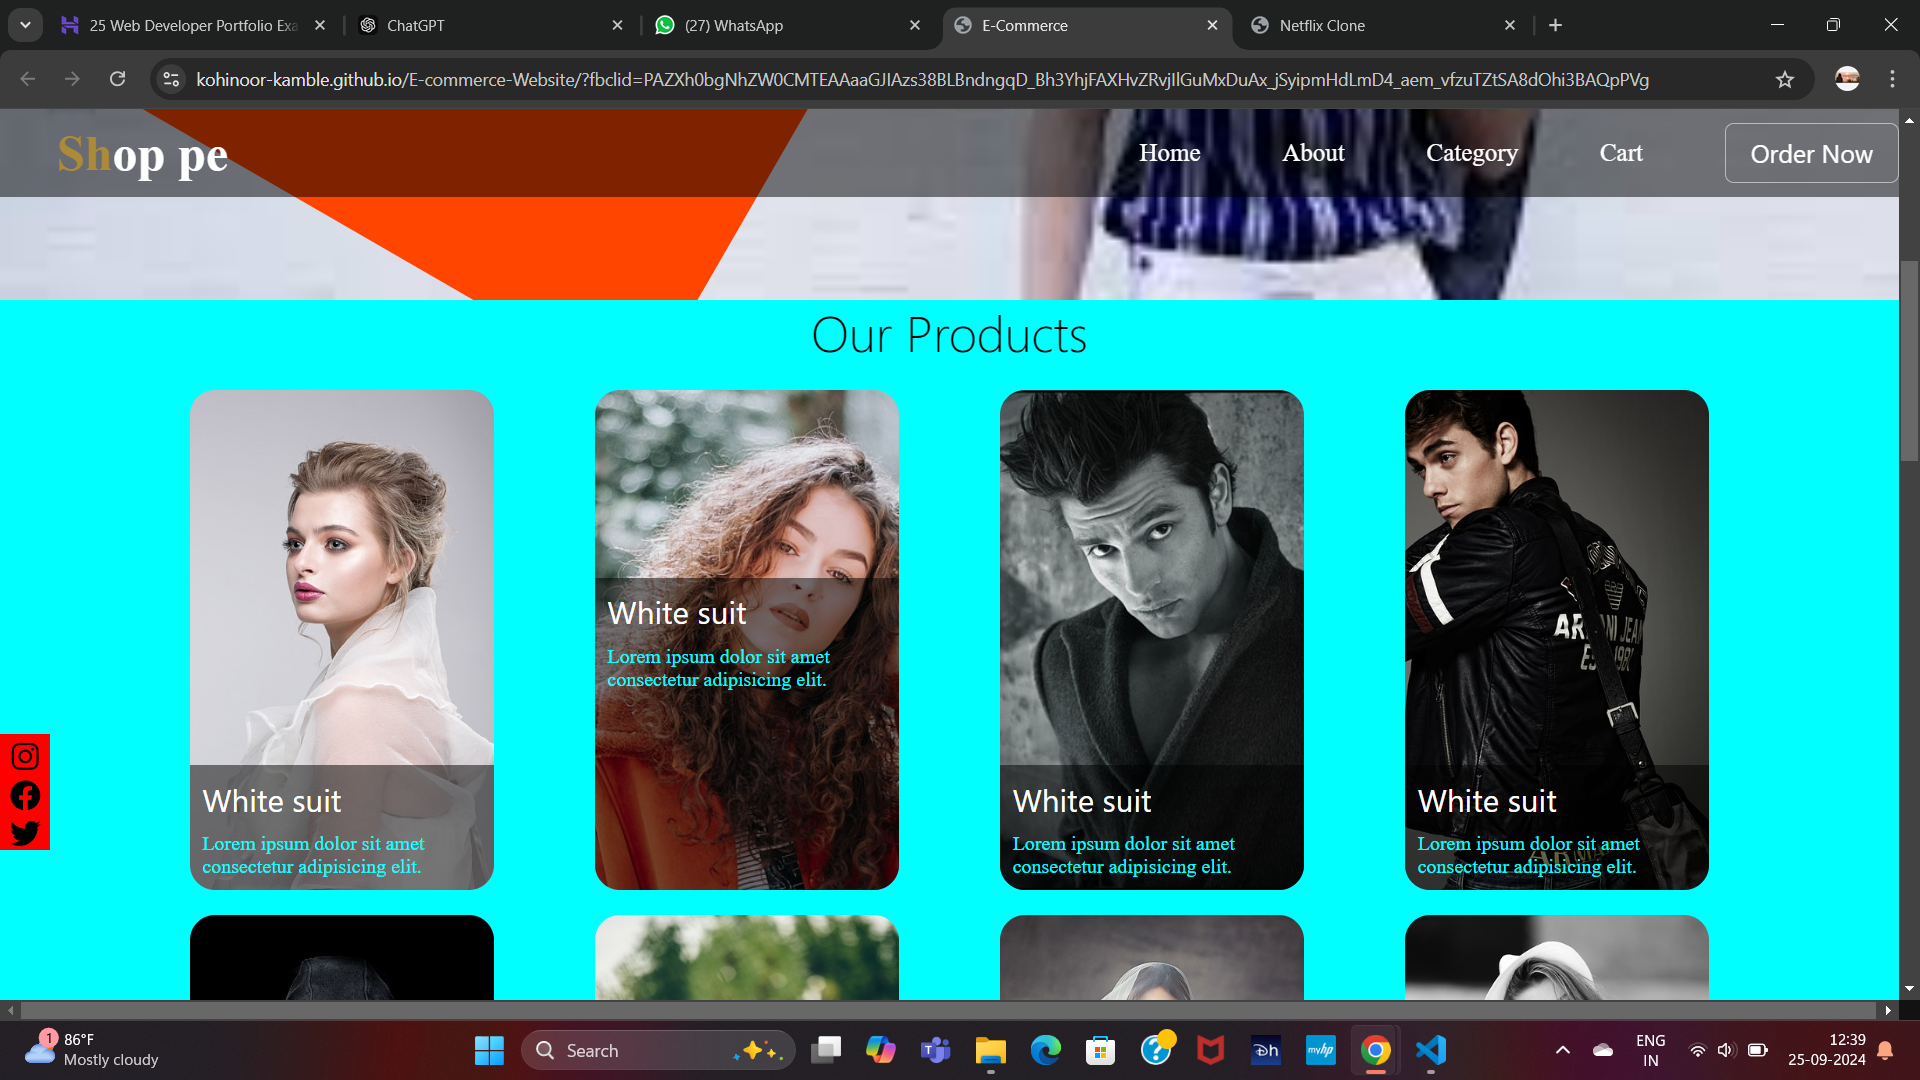 25 Web Developer Portfolio Exa
ChatGPT
(27) WhatsApp
E-Commerce
Netflix Clone
kohinoor-kamble.github.io/E-commerce-Website/?fbclid=PAZXh0bgNhZW0CMTEAAaaGJIAzs38BLBndngqD_Bh3YhjFAXHvZRvjIlGuMxDuAx_jSyipmHdLmD4_aem_vfzuTZtSA8dOhi3BAQpPVg
Shop pe
Home
About
Category
Cart
Order Now
Our Products
White suit
Lorem ipsum dolor sit amet
consectetur adipisicing elit.
White suit
Lorem ipsum dolor sit amet
consectetur adipisicing elit.
White suit
Lorem ipsum dolor sit amet
consectetur adipisicing elit.
White suit
Lorem ipsum dolor sit amet
consectetur adipisicing elit.
1
86°F
Mostly cloudy
Search
myhp
ENG
IN
12:39
25-09-2024